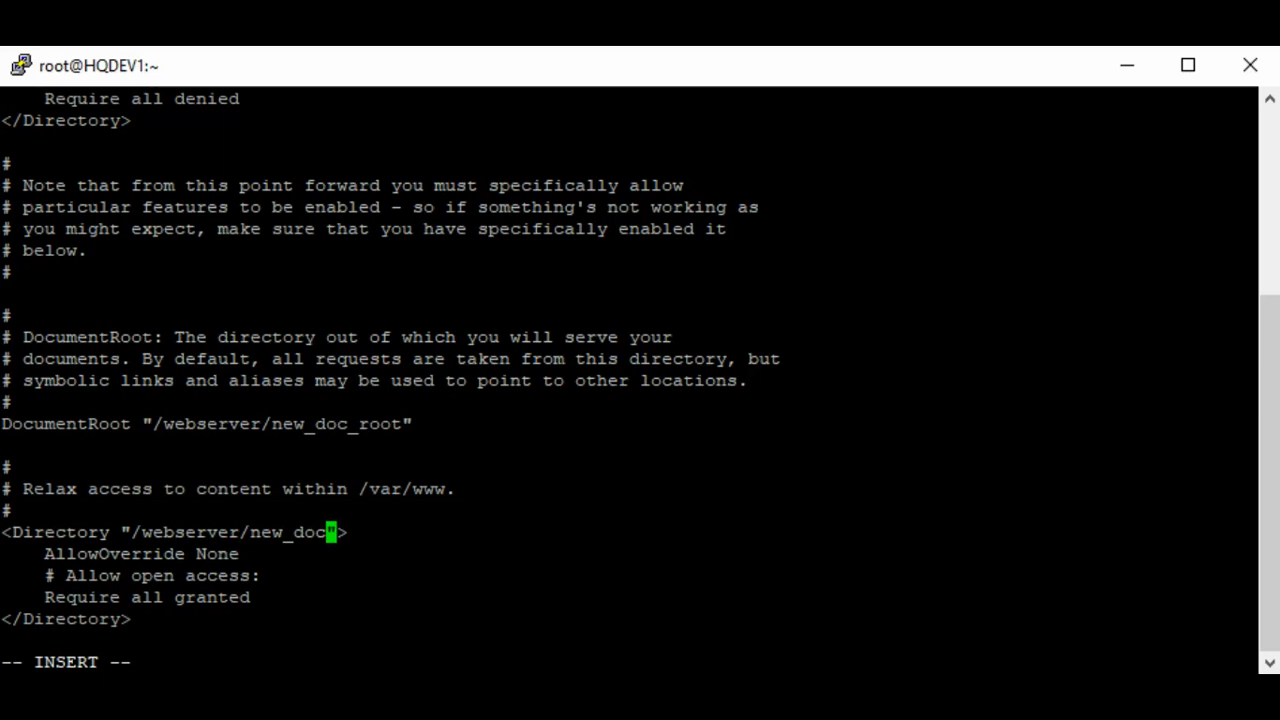 root@HQDEV1:~
    Require all denied
</Directory>
#
# Note that from this point forward you must specifically allow
# particular features to be enabled - so if something's not working as
# you might expect, make sure that you have specifically enabled it
# below.
#
#
# DocumentRoot: The directory out of which you will serve your
# documents. By default, all requests are taken from this directory, but
# symbolic links and aliases may be used to point to other locations.
#
DocumentRoot "/webserver/new_doc_root"
#
# Relax access to content within /var/www.
#
<Directory "/webserver/new_doc">
    AllowOverride None
    # Allow open access:
    Require all granted
</Directory>
-- INSERT --